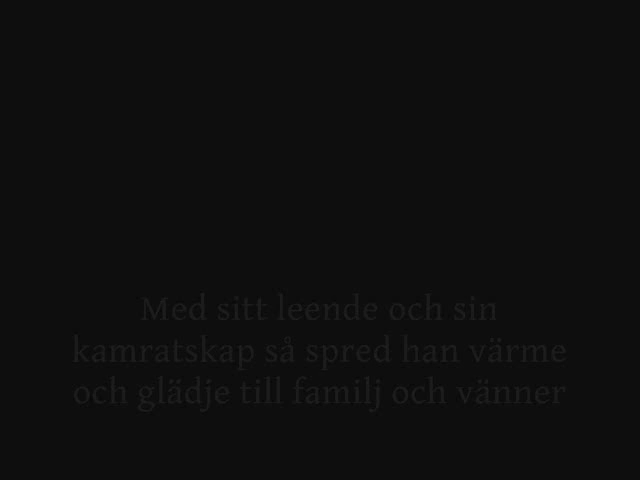 Med sitt leende och sin
kamratskap så spred han värme
och glädje till familj och vänner